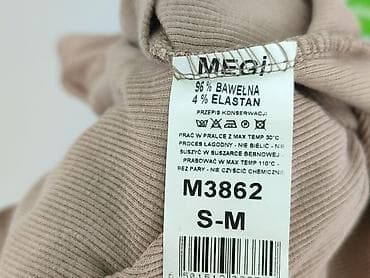 MEGI
96 % BAWEŁNA
4 % ELASTAN
PRZEPIS KONSERWACJI
PRAĆ W PRALCE Z MAX TEMP 30°C -
PROCES ŁAGODNY - NIE BIELIĆ - NIE
SUSZYĆ W SUSZARCE BĘBNOWEJ -
PRASOWAĆ W MAX TEMP 110°C -
BEZ PARY - NIE CZYŚCIĆ CHEMICZNIE
M3862
S-M